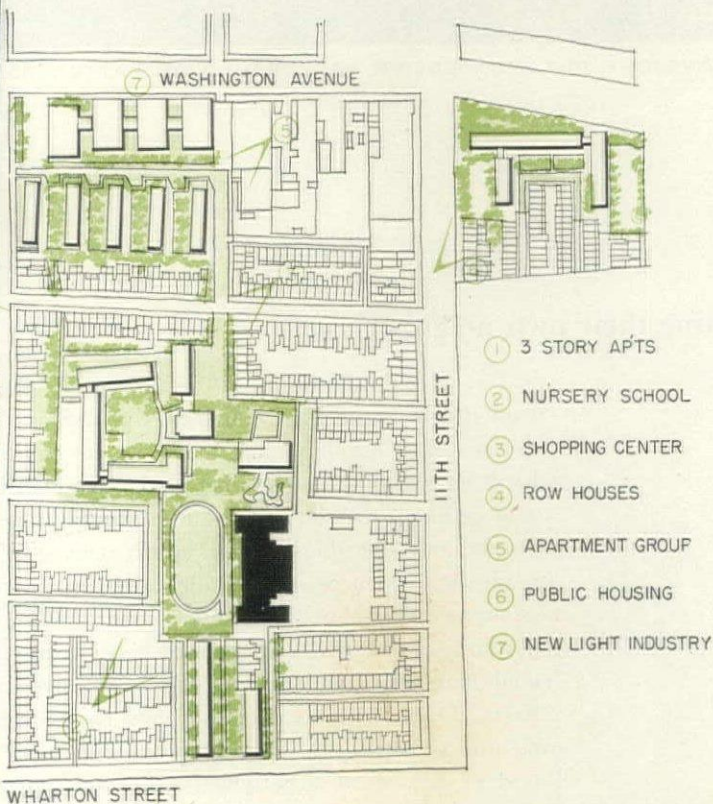 7 WASHINGTON AVENUE
5
11TH STREET
1 3 STORY APTS
2 NURSERY SCHOOL
3 SHOPPING CENTER
4 ROW HOUSES
5 APARTMENT GROUP
6 PUBLIC HOUSING
7 NEW LIGHT INDUSTRY
WHARTON STREET